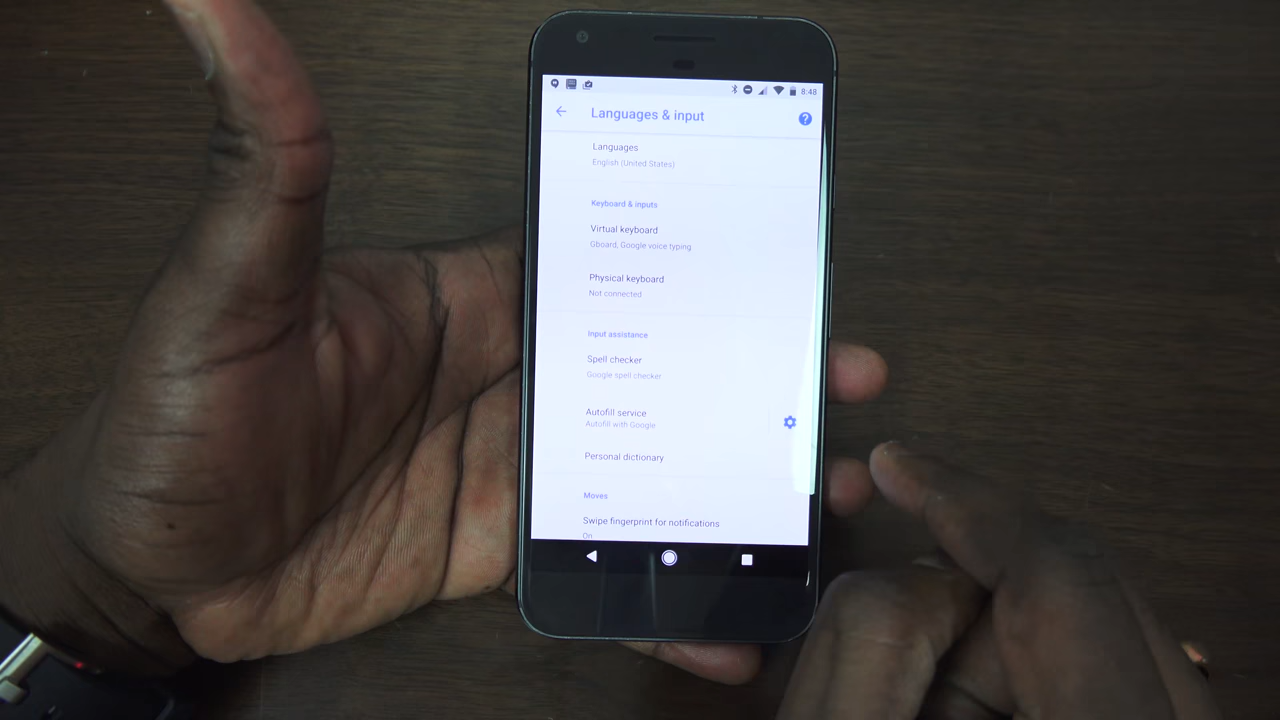 8:48
Languages & input
Languages
English (United States)
Keyboard & inputs
Virtual keyboard
Gboard, Google voice typing
Physical keyboard
Not connected
Input assistance
Spell checker
Google spell checker
Autofill service
Autofill with Google
Personal dictionary
Moves
Swipe fingerprint for notifications
On